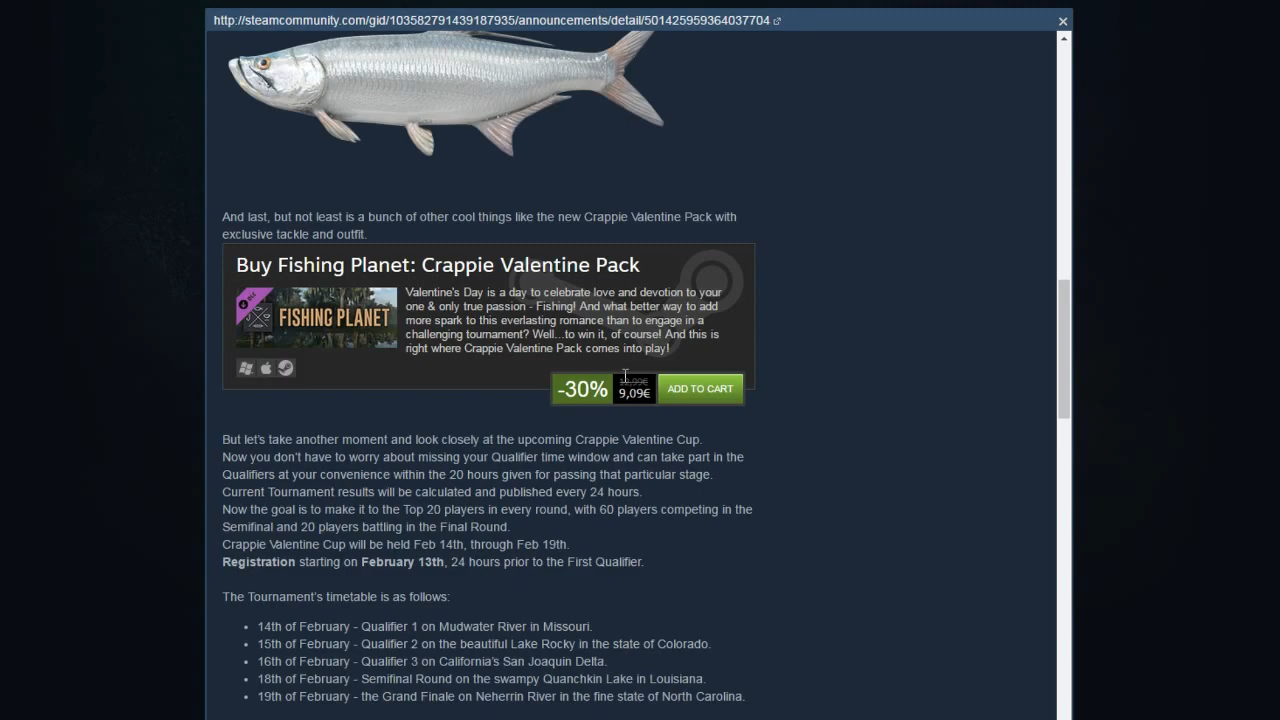 http://steamcommunity.com/gid/103582791439187935/announcements/detail/501425959364037704
And last, but not least is a bunch of other cool things like the new Crappie Valentine Pack with
exclusive tackle and outfit.
Buy Fishing Planet: Crappie Valentine Pack
DLC
FISHING PLANET
Valentine's Day is a day to celebrate love and devotion to your
one & only true passion - Fishing! And what better way to add
more spark to this everlasting romance than to engage in a
challenging tournament? Well...to win it, of course! And this is
right where Crappie Valentine Pack comes into play!
-30%
12,99€
9,09€
ADD TO CART
But let's take another moment and look closely at the upcoming Crappie Valentine Cup.
Now you don't have to worry about missing your Qualifier time window and can take part in the
Qualifiers at your convenience within the 20 hours given for passing that particular stage.
Current Tournament results will be calculated and published every 24 hours.
Now the goal is to make it to the Top 20 players in every round, with 60 players competing in the
Semifinal and 20 players battling in the Final Round.
Crappie Valentine Cup will be held Feb 14th, through Feb 19th.
Registration starting on February 13th, 24 hours prior to the First Qualifier.
The Tournament's timetable is as follows:
• 14th of February - Qualifier 1 on Mudwater River in Missouri.
• 15th of February - Qualifier 2 on the beautiful Lake Rocky in the state of Colorado.
• 16th of February - Qualifier 3 on California's San Joaquin Delta.
• 18th of February - Semifinal Round on the swampy Quanchkin Lake in Louisiana.
• 19th of February - the Grand Finale on Neherrin River in the fine state of North Carolina.